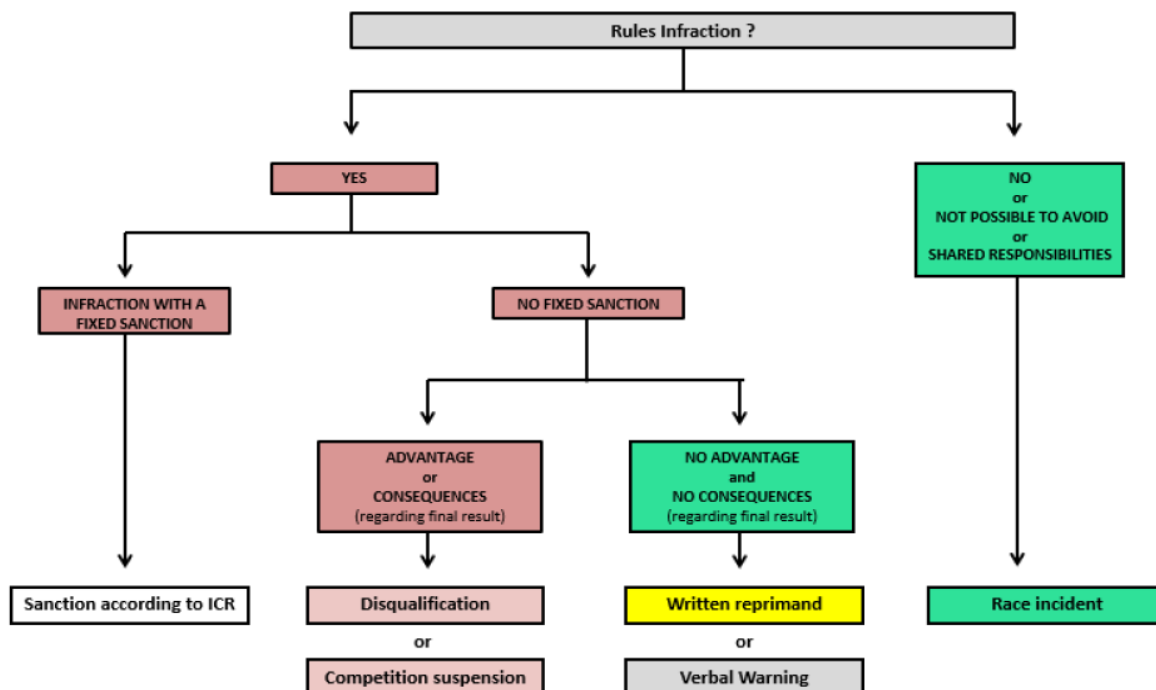 Rules Infraction ?
YES
NO
or
NOT POSSIBLE TO AVOID
or
SHARED RESPONSIBILITIES
INFRACTION WITH A
FIXED SANCTION
NO FIXED SANCTION
ADVANTAGE
or
CONSEQUENCES
(regarding final result)
NO ADVANTAGE
and
NO CONSEQUENCES
(regarding final result)
Sanction according to ICR
Disqualification
or
Competition suspension
Written reprimand
or
Verbal Warning
Race incident